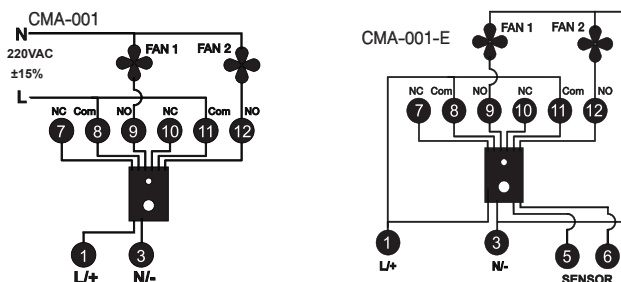 CMA-001
N
220VAC
±15%
L
FAN 1
FAN 2
NC
Com
NO
NC
Com
NO
7
8
9
10
11
12
1
3
L/+
N/-
CMA-001-E
FAN 1
FAN 2
NC
Com
NO
NC
Com
NO
7
8
9
10
11
12
1
3
5
6
L/+
N/-
SENSOR